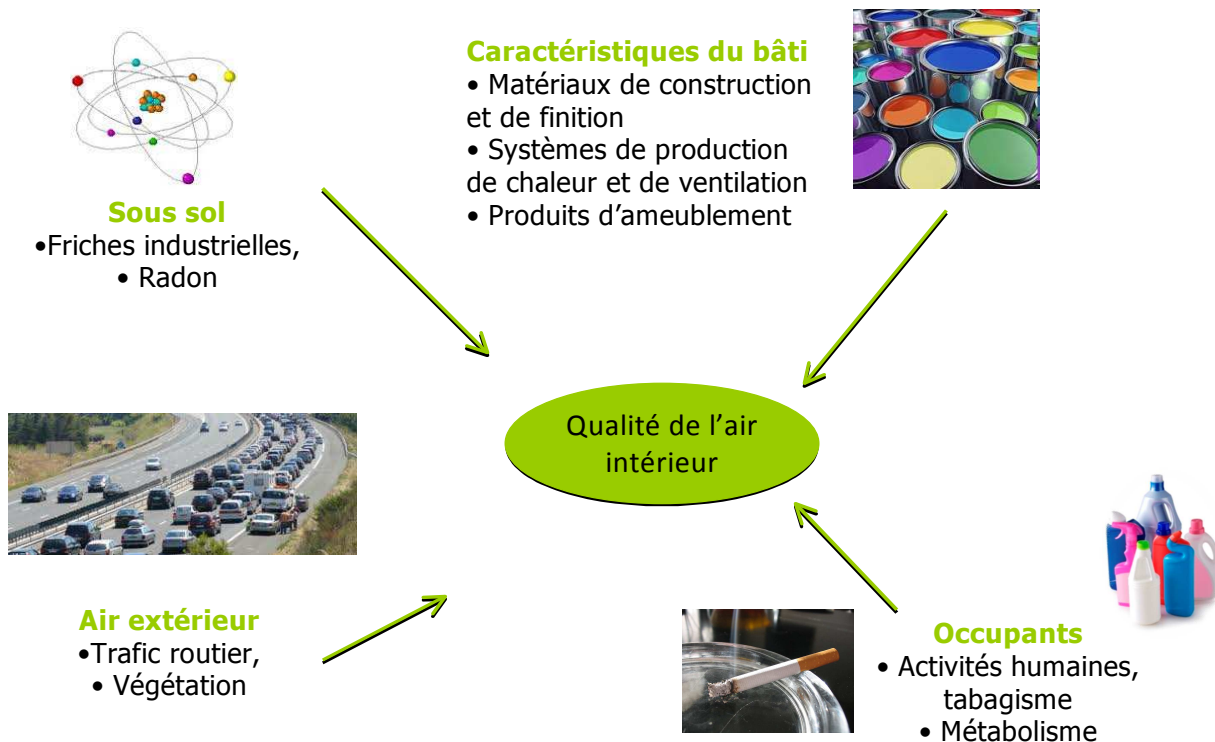 Caractéristiques du bâti
• Matériaux de construction
et de finition
• Systèmes de production
de chaleur et de ventilation
• Produits d’ameublement
Sous sol
•Friches industrielles,
• Radon
Qualité de l’air
intérieur
Air extérieur
•Trafic routier,
• Végétation
Occupants
• Activités humaines,
tabagisme
• Métabolisme